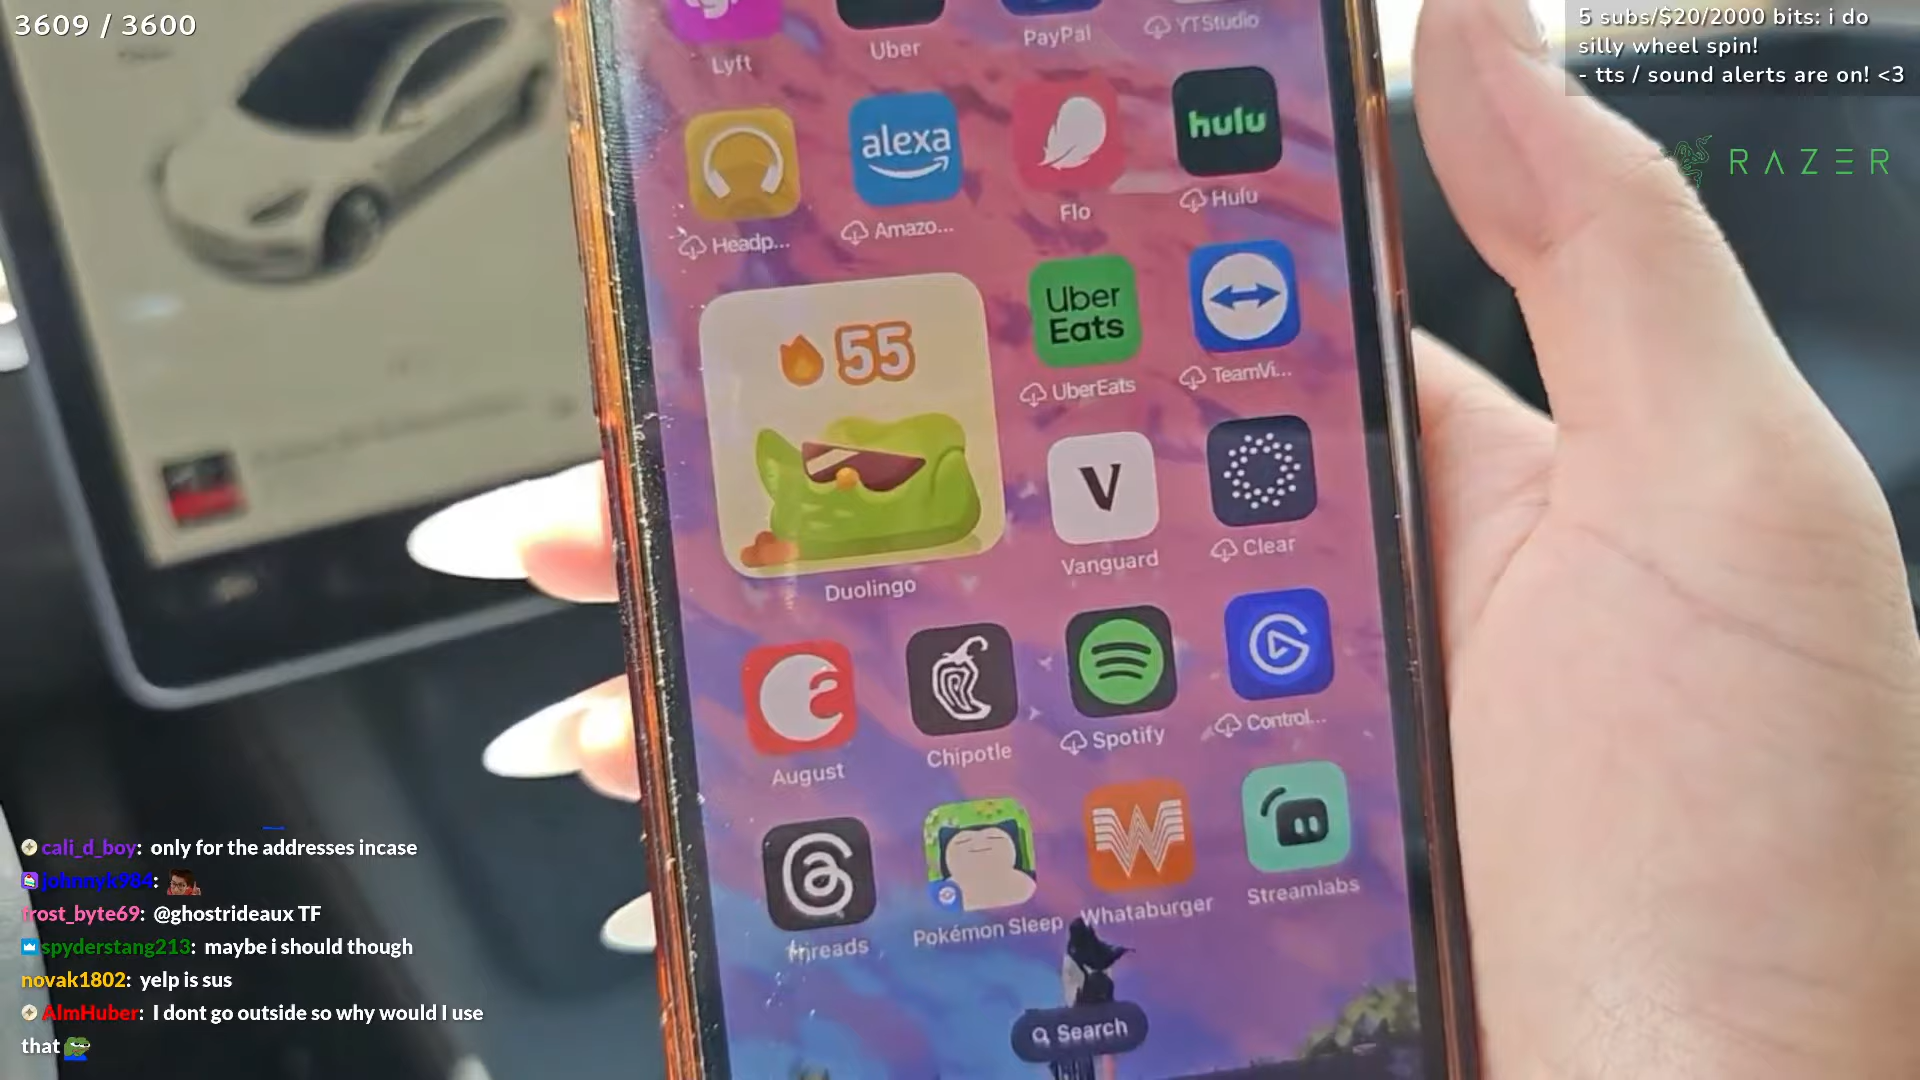 3609 / 3600
5 subs/$20/2000 bits: i do
silly wheel spin!
- tts / sound alerts are on! <3
RAZER
Lyft
Uber
PayPal
YTStudio
alexa
hulu
Headp...
Amazo...
Flo
Hulu
55
Uber
Eats
UberEats
TeamVi...
V
Duolingo
Vanguard
Clear
August
Chipotle
Spotify
Control...
Threads
Pokémon Sleep
Whataburger
Streamlabs
Search
cali_d_boy: only for the addresses incase
johnnyk984:
frost_byte69: @ghostrideaux TF
spyderstang213: maybe i should though
novak1802: yelp is sus
AlmHuber: I dont go outside so why would I use
that